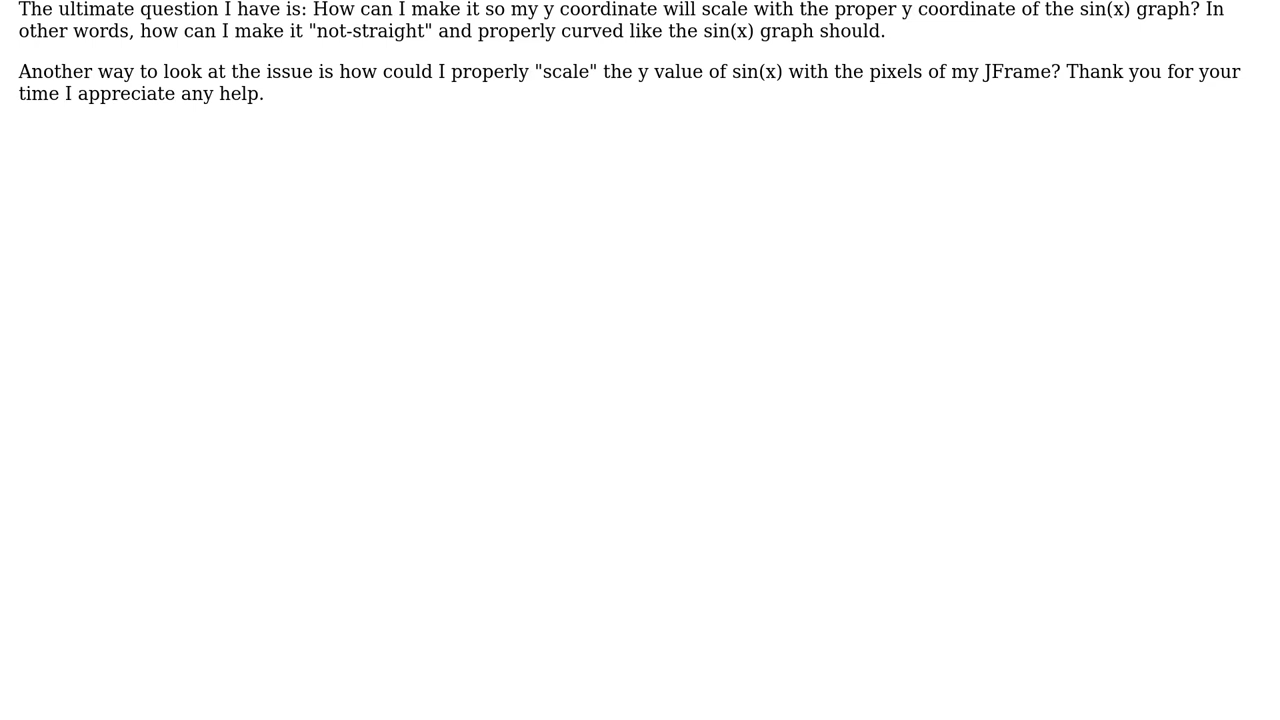 The ultimate question I have is: How can I make it so my y coordinate will scale with the proper y coordinate of the sin(x) graph? In
other words, how can I make it "not-straight" and properly curved like the sin(x) graph should.
Another way to look at the issue is how could I properly "scale" the y value of sin(x) with the pixels of my JFrame? Thank you for your
time I appreciate any help.